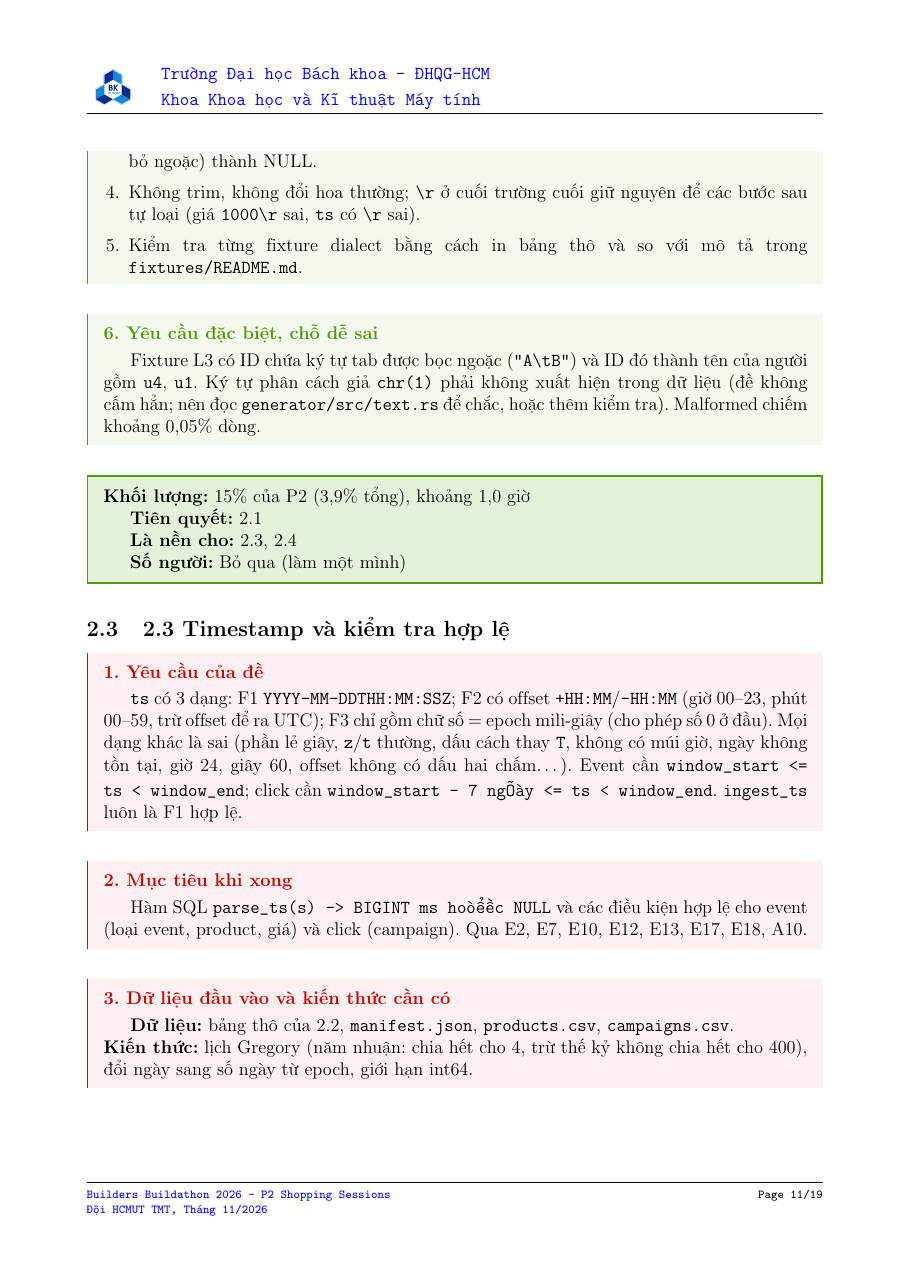 BK
Trường Đại học Bách khoa - ĐHQG-HCM
Khoa Khoa học và Kĩ thuật Máy tính
bỏ ngoặc) thành NULL.
4. Không trim, không đổi hoa thường; \r ở cuối trường cuối giữ nguyên để các bước sau
tự loại (giá 1000\r sai, ts có \r sai).
5. Kiểm tra từng fixture dialect bằng cách in bảng thô và so với mô tả trong
fixtures/README.md.
6. Yêu cầu đặc biệt, chỗ dễ sai
Fixture L3 có ID chứa ký tự tab được bọc ngoặc ("A\tB") và ID đó thành tên của người
gồm u4, u1. Ký tự phân cách giả chr(1) phải không xuất hiện trong dữ liệu (đề không
cấm hẳn; nên đọc generator/src/text.rs để chắc, hoặc thêm kiểm tra). Malformed chiếm
khoảng 0,05% dòng.
Khối lượng: 15% của P2 (3,9% tổng), khoảng 1,0 giờ
Tiên quyết: 2.1
Là nền cho: 2.3, 2.4
Số người: Bỏ qua (làm một mình)
2.3 2.3 Timestamp và kiểm tra hợp lệ
1. Yêu cầu của đề
ts có 3 dạng: F1 YYYY-MM-DDTHH:MM:SSZ; F2 có offset +HH:MM/-HH:MM (giờ 00–23, phút
00–59, trừ offset để ra UTC); F3 chỉ gồm chữ số = epoch mili-giây (cho phép số 0 ở đầu). Mọi
dạng khác là sai (phần lẻ giây, z/t thường, dấu cách thay T, không có múi giờ, ngày không
tồn tại, giờ 24, giây 60, offset không có dấu hai chấm...). Event cần window_start <=
ts < window_end; click cần window_start - 7 ngÕày <= ts < window_end. ingest_ts
luôn là F1 hợp lệ.
2. Mục tiêu khi xong
Hàm SQL parse_ts(s) -> BIGINT ms hoòểềc NULL và các điều kiện hợp lệ cho event
(loại event, product, giá) và click (campaign). Qua E2, E7, E10, E12, E13, E17, E18, A10.
3. Dữ liệu đầu vào và kiến thức cần có
Dữ liệu: bảng thô của 2.2, manifest.json, products.csv, campaigns.csv.
Kiến thức: lịch Gregory (năm nhuận: chia hết cho 4, trừ thế kỷ không chia hết cho 400),
đổi ngày sang số ngày từ epoch, giới hạn int64.
Builders Buildathon 2026 - P2 Shopping Sessions
Page 11/19
Đội HCMUT TMT, Tháng 11/2026